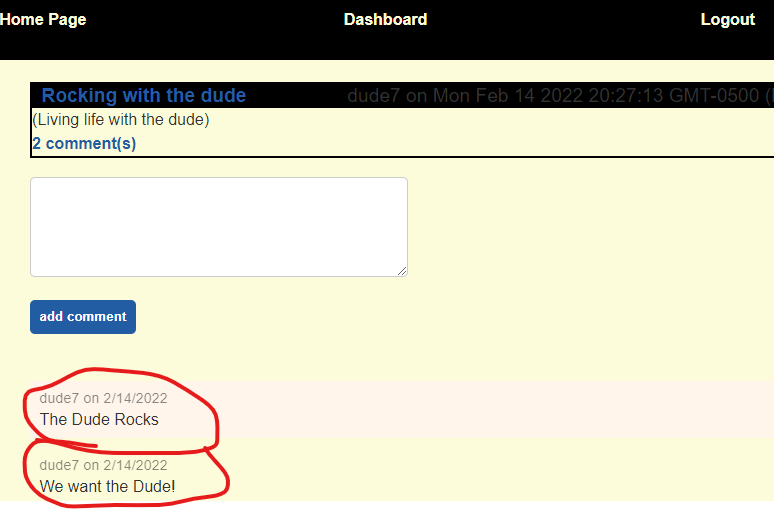 Home Page Dashboard Logout
Rocking with the dude dude7 on Mon Feb 14 2022 20:27:13 GMT-0500 (
(Living life with the dude)
2 comment(s)
add comment
dude7 on 2/14/2022
The Dude Rocks
dude7 on 2/14/2022
We want the Dude!